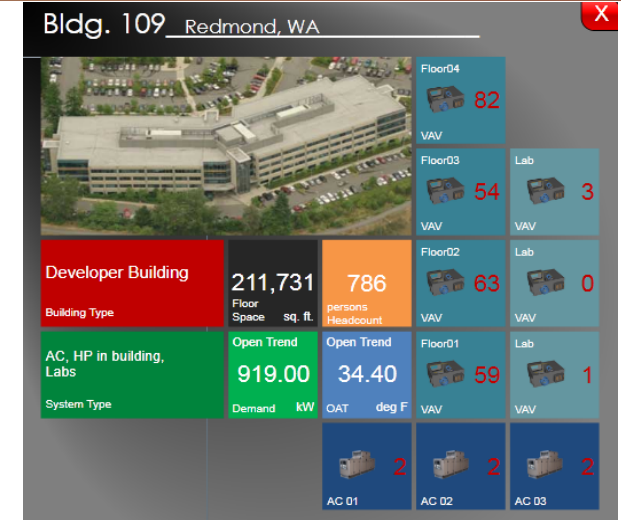 Bldg. 109 Redmond, WA
X
Floor04
82
VAV
Floor03
54
VAV
Lab
3
VAV
Developer Building
Building Type
211,731
Floor
Space sq. ft.
786
persons
Headcount
Floor02
63
VAV
Lab
0
VAV
AC, HP in building,
Labs
System Type
Open Trend
919.00
Demand kW
Open Trend
34.40
OAT deg F
Floor01
59
VAV
Lab
1
VAV
2
AC 01
2
AC 02
2
AC 03